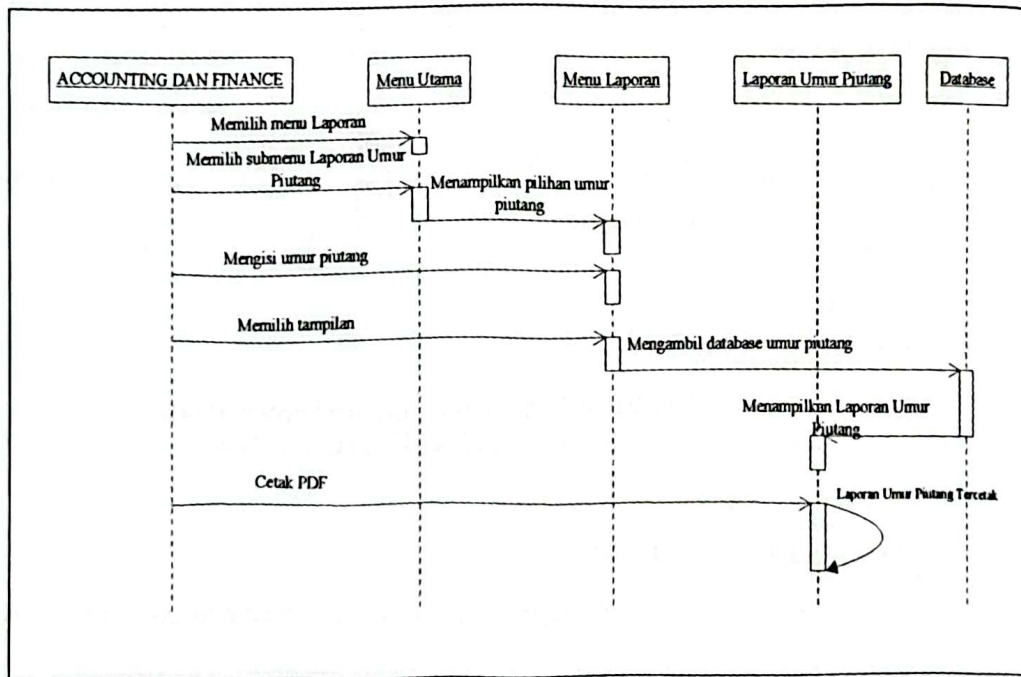 ACCOUNTING DAN FINANCE
Menu Utama
Menu Laporan
Laporan Umur Piutang
Database
Memilih menu Laporan
Memilih submenu Laporan Umur
Piutang
Menampilkan pilihan umur
piutang
Mengisi umur piutang
Memilih tampilan
Mengambil database umur piutang
Menampilkan Laporan Umur
Piutang
Cetak PDF
Laporan Umur Piutang Tercetak